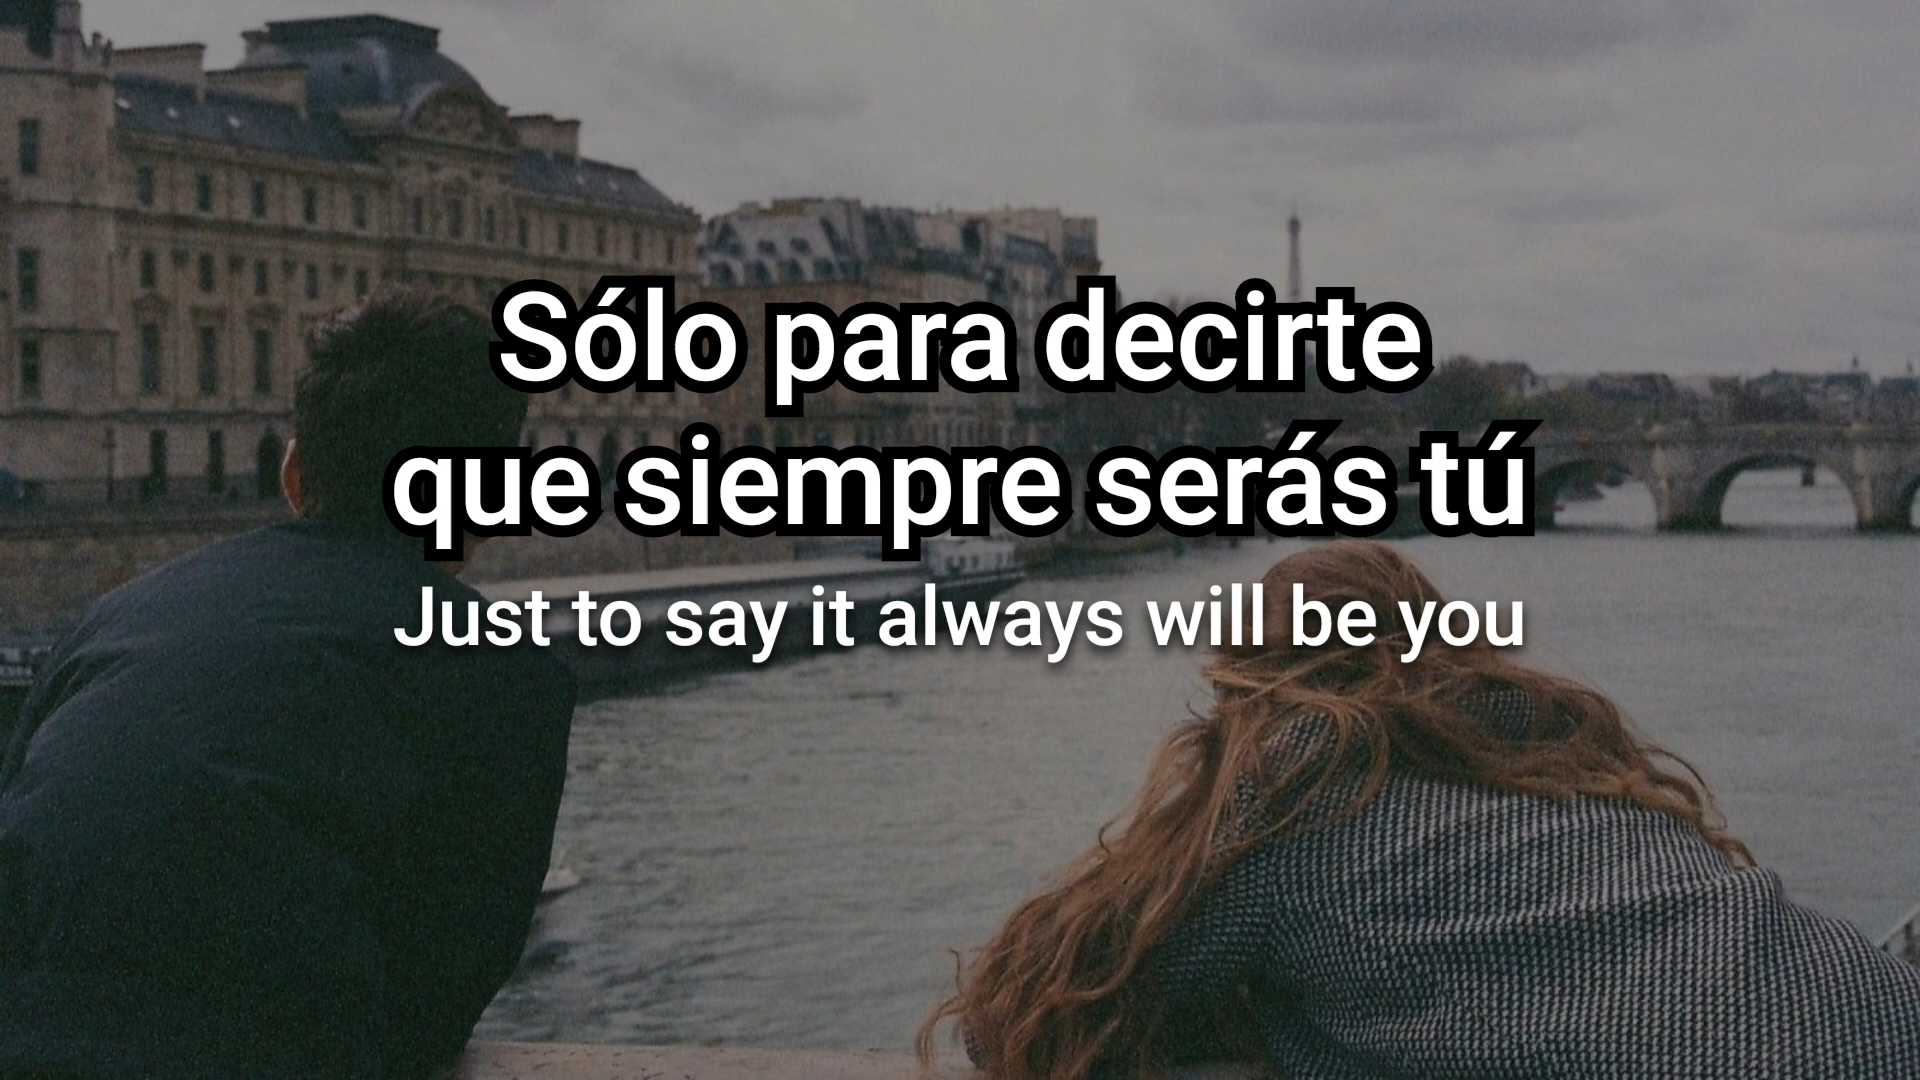 Sólo para decirte
que siempre serás tú
Just to say it always will be you